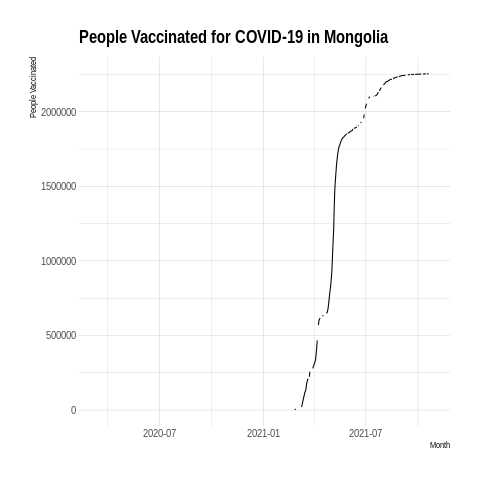 People Vaccinated for COVID-19 in Mongolia
People Vaccinated
2000000
1500000
1000000
500000
0
2020-07 2021-01 2021-07
Month